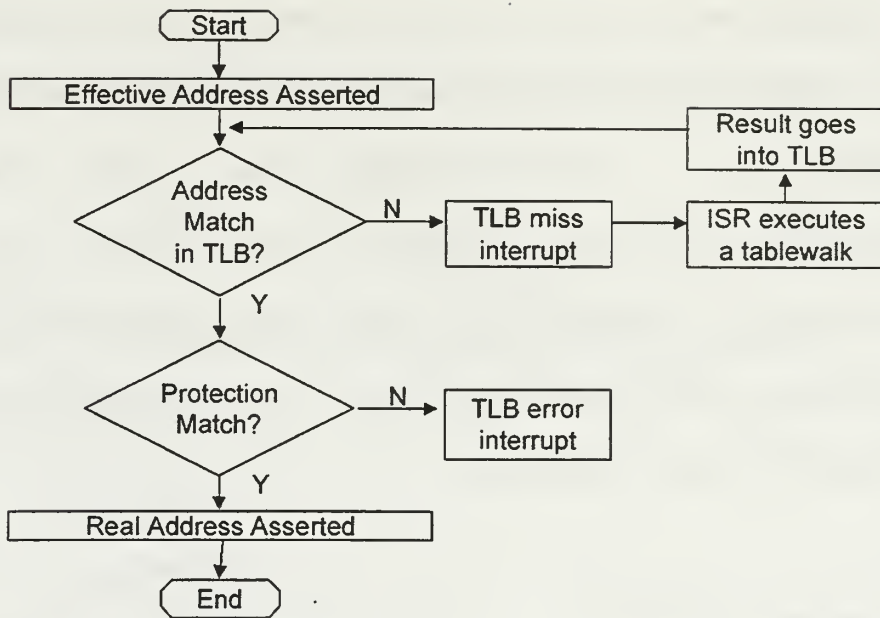 Start
Effective Address Asserted
Result goes
into TLB
Address
Match
in TLB?
N
TLB miss
interrupt
ISR executes
a tablewalk
Y
Protection
Match?
N
TLB error
interrupt
Y
Real Address Asserted
End